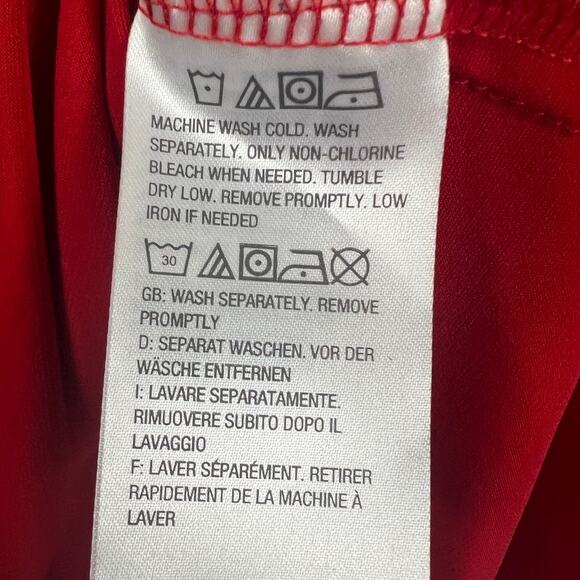 MACHINE WASH COLD. WASH
SEPARATELY. ONLY NON-CHLORINE
BLEACH WHEN NEEDED. TUMBLE
DRY LOW. REMOVE PROMPTLY. LOW
IRON IF NEEDED
30
GB: WASH SEPARATELY. REMOVE
PROMPTLY
D: SEPARAT WASCHEN. VOR DER
WÄSCHE ENTFERNEN
I: LAVARE SEPARATAMENTE.
RIMUOVERE SUBITO DOPO IL
LAVAGGIO
F: LAVER SÉPARÉMENT. RETIRER
RAPIDEMENT DE LA MACHINE À
LAVER